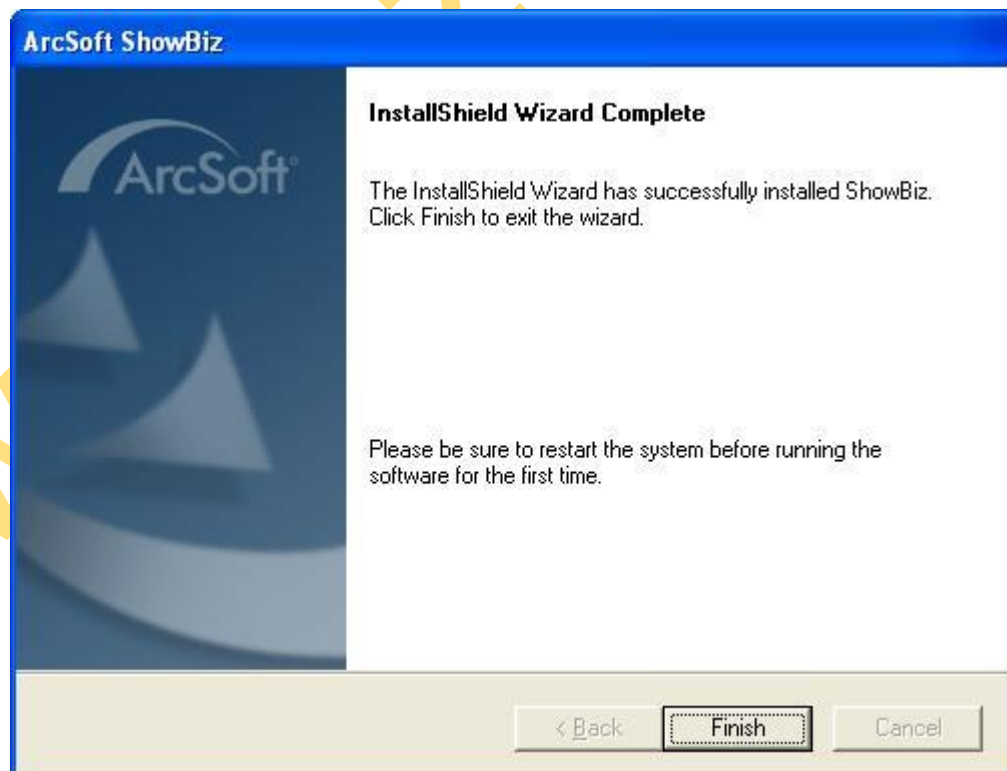 ArcSoft ShowBiz
ArcSoft®
InstallShield Wizard Complete
The InstallShield Wizard has successfully installed ShowBiz.
Click Finish to exit the wizard.
Please be sure to restart the system before running the
software for the first time.
< Back
Finish
Cancel